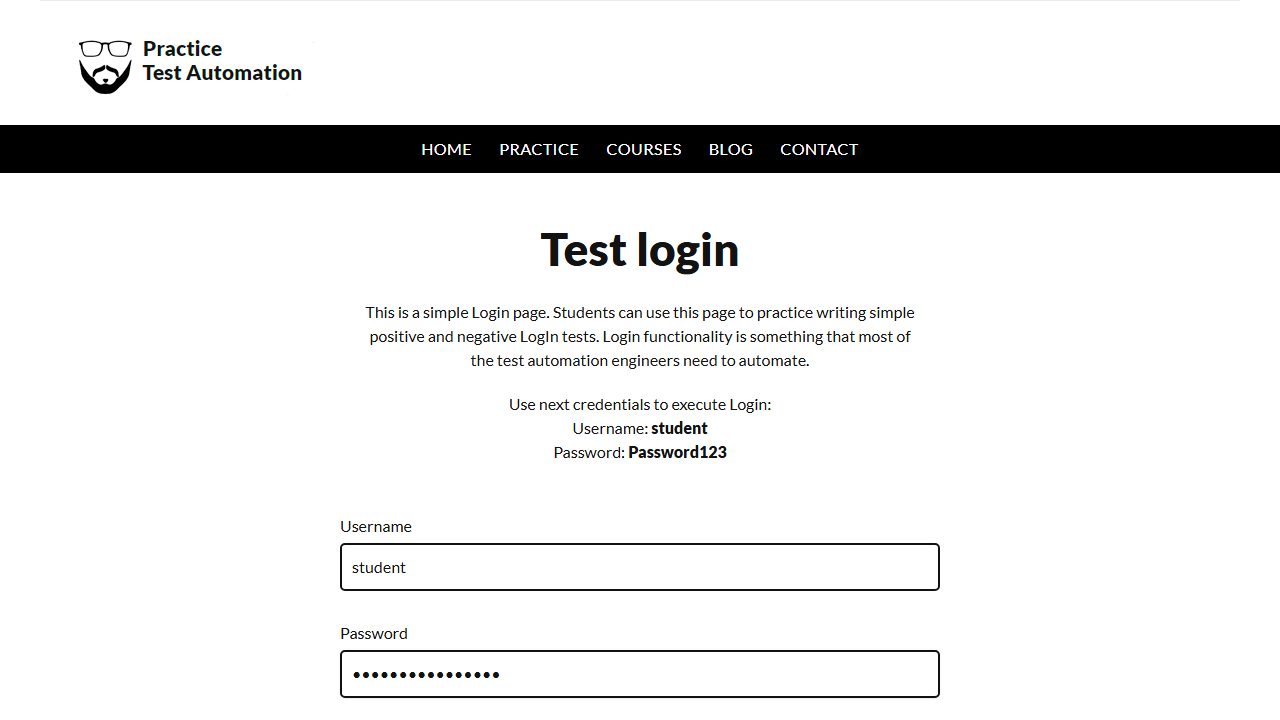 Practice
Test Automation
HOME PRACTICE COURSES BLOG CONTACT
Test login
This is a simple Login page. Students can use this page to practice writing simple
positive and negative LogIn tests. Login functionality is something that most of
the test automation engineers need to automate.
Use next credentials to execute Login:
Username: student
Password: Password123
Username
student
Password
••••••••••••••••